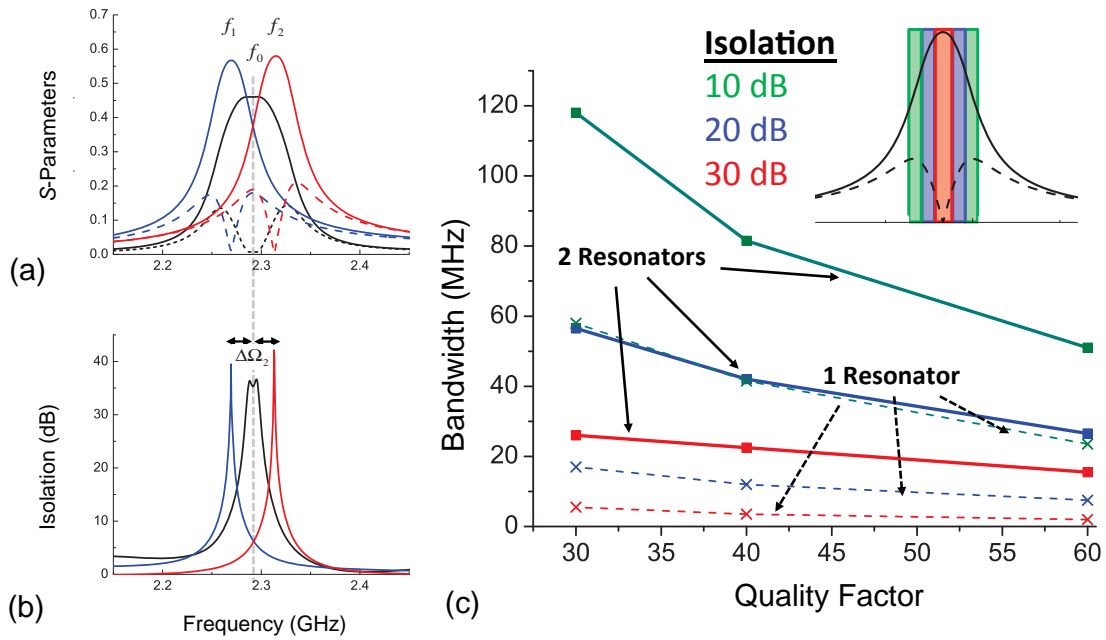 (a)
S-Parameters
0.7
0.6
0.5
0.4
0.3
0.2
0.1
0.0
f1
f0
f2
2.2
2.3
2.4
(b)
Isolation (dB)
40
30
20
10
0
ΔΩ2
2.2
2.3
2.4
Frequency (GHz)
(c)
Bandwidth (MHz)
120
100
80
60
40
20
0
Isolation
10 dB
20 dB
30 dB
2 Resonators
1 Resonator
30
35
40
45
50
55
60
Quality Factor